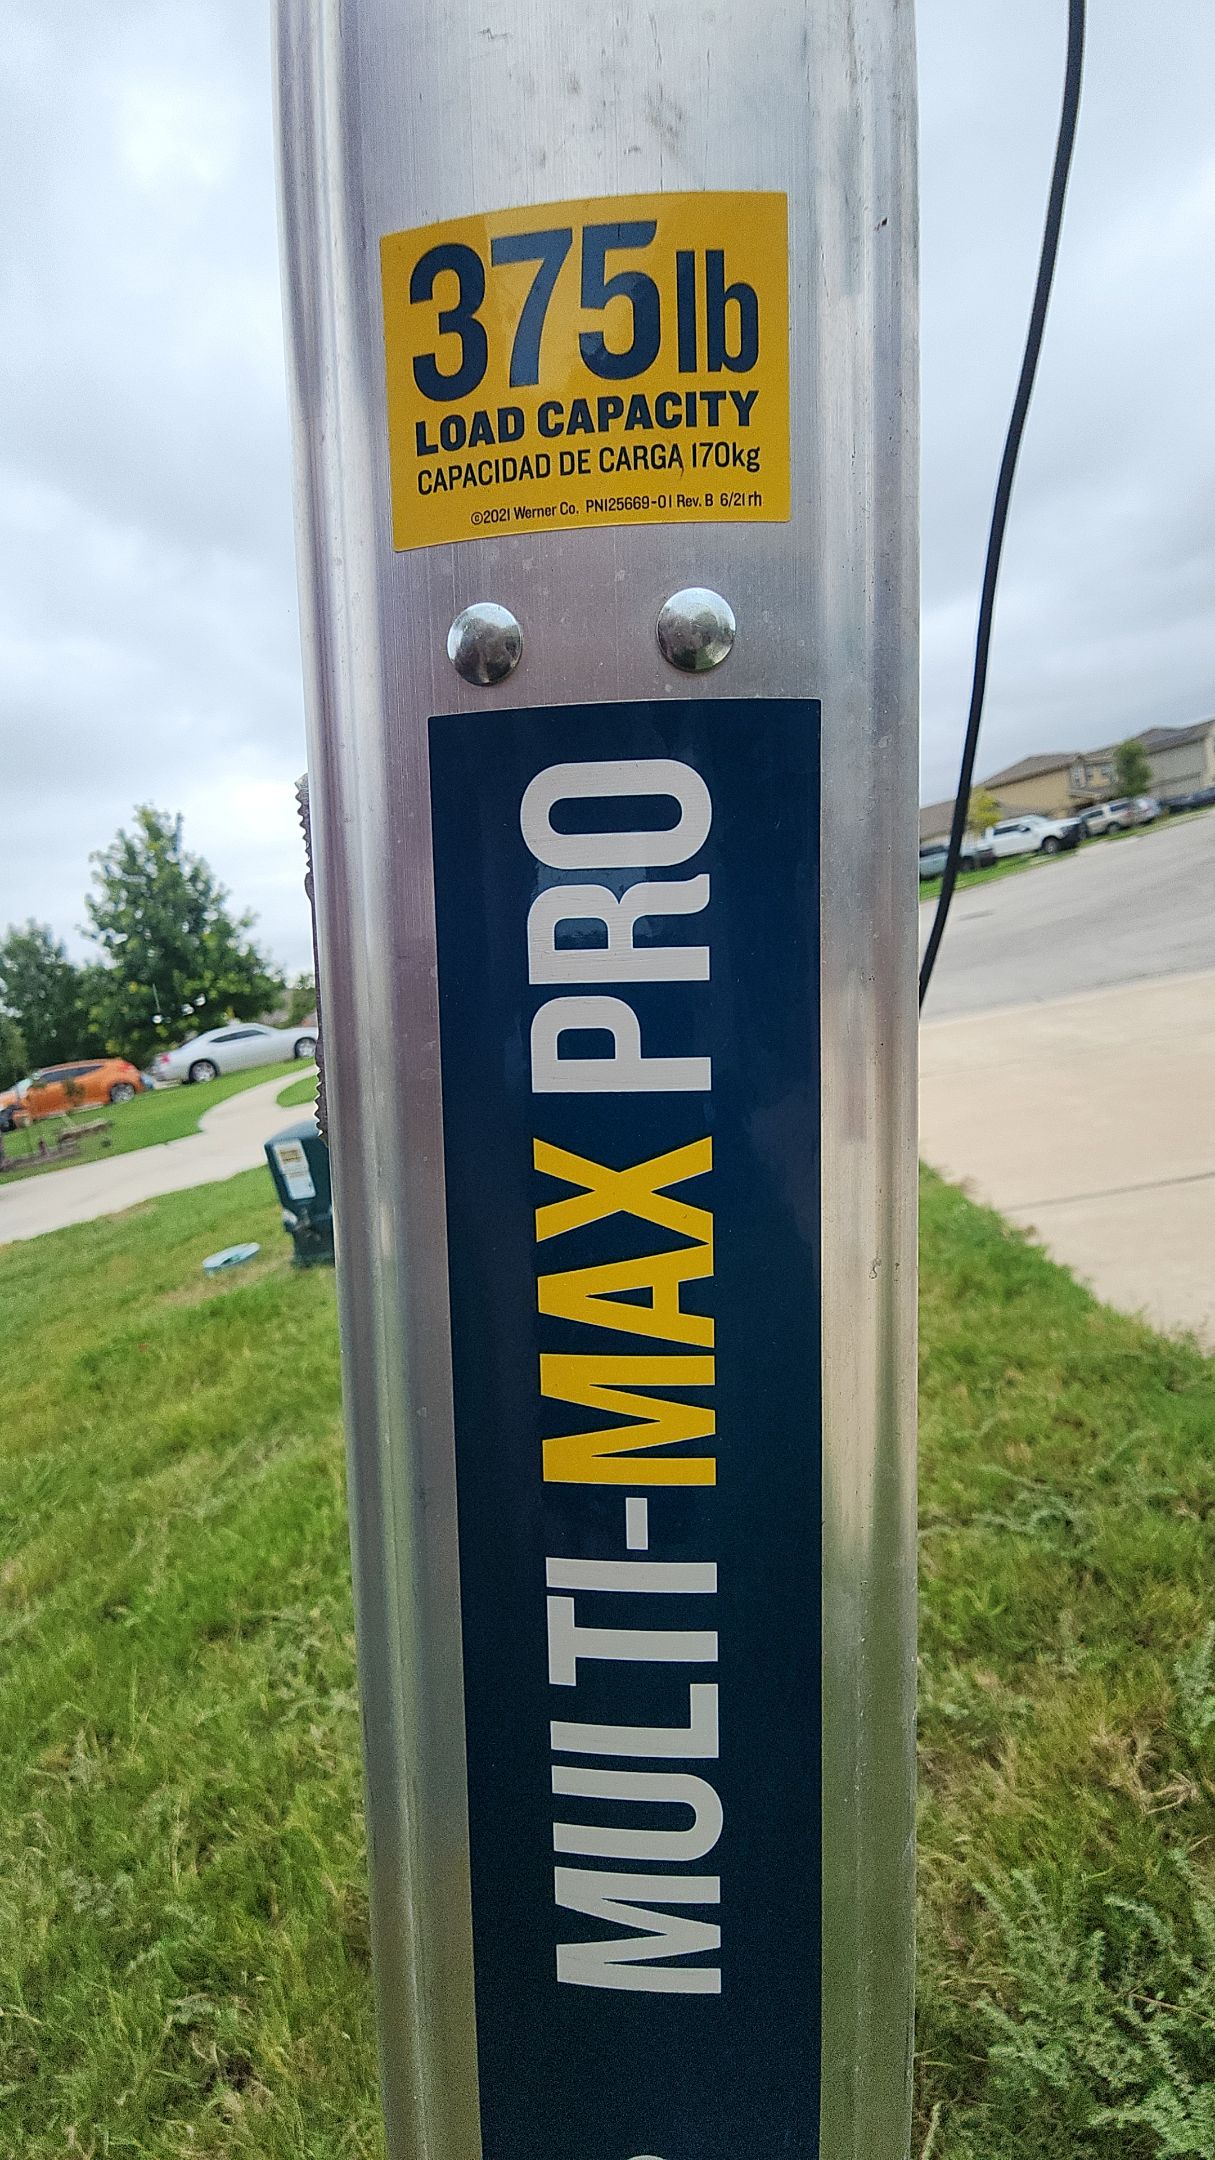 375lb
LOAD CAPACITY
CAPACIDAD DE CARGA 170kg
©2021 Werner Co. PN125669-01 Rev. B 6/21 rh
MULTI-MAX PRO